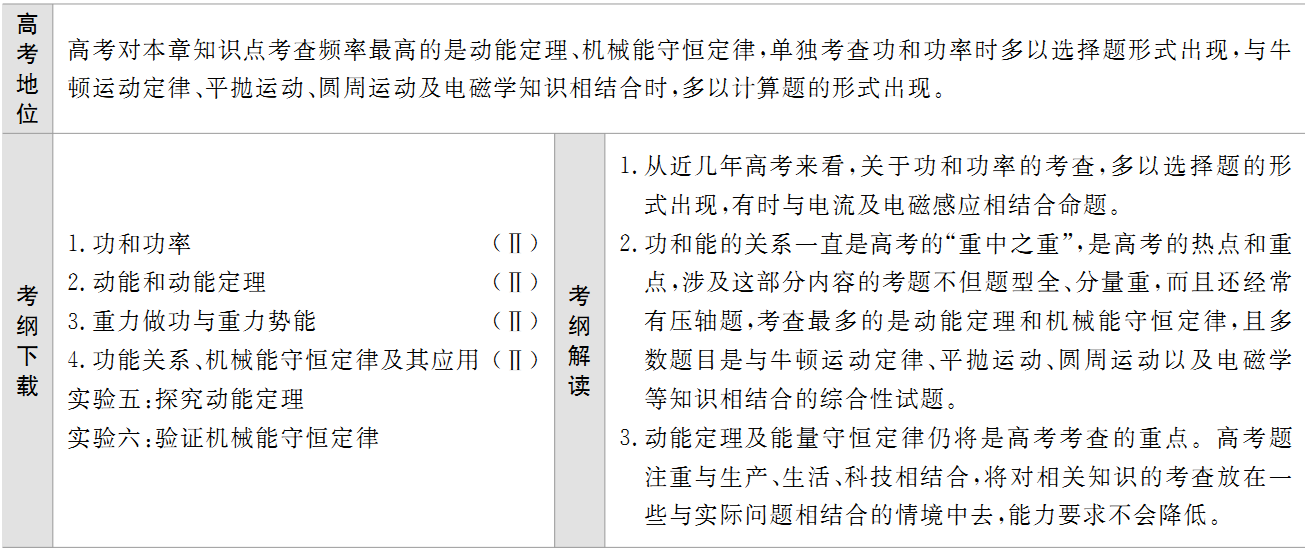 高考地位
高考对本章知识点考查频率最高的是动能定理、机械能守恒定律,单独考查功和功率时多以选择题形式出现,与牛
顿运动定律、平抛运动、圆周运动及电磁学知识相结合时,多以计算题的形式出现。
考纲下载
1. 功和功率 (Ⅱ)
2. 动能和动能定理 (Ⅱ)
3. 重力做功与重力势能 (Ⅱ)
4. 功能关系、机械能守恒定律及其应用 (Ⅱ)
实验五:探究动能定理
实验六:验证机械能守恒定律
考纲解读
1. 从近几年高考来看,关于功和功率的考查,多以选择题的形
式出现,有时与电流及电磁感应相结合命题。
2. 功和能的关系一直是高考的“重中之重”,是高考的热点和重
点,涉及这部分内容的考题不但题型全、分量重,而且还经常
有压轴题,考查最多的是动能定理和机械能守恒定律,且多
数题目是与牛顿运动定律、平抛运动、圆周运动以及电磁学
等知识相结合的综合性试题。
3. 动能定理及能量守恒定律仍将是高考考查的重点。高考题
注重与生产、生活、科技相结合,将对相关知识的考查放在一
些与实际问题相结合的情境中去,能力要求不会降低。